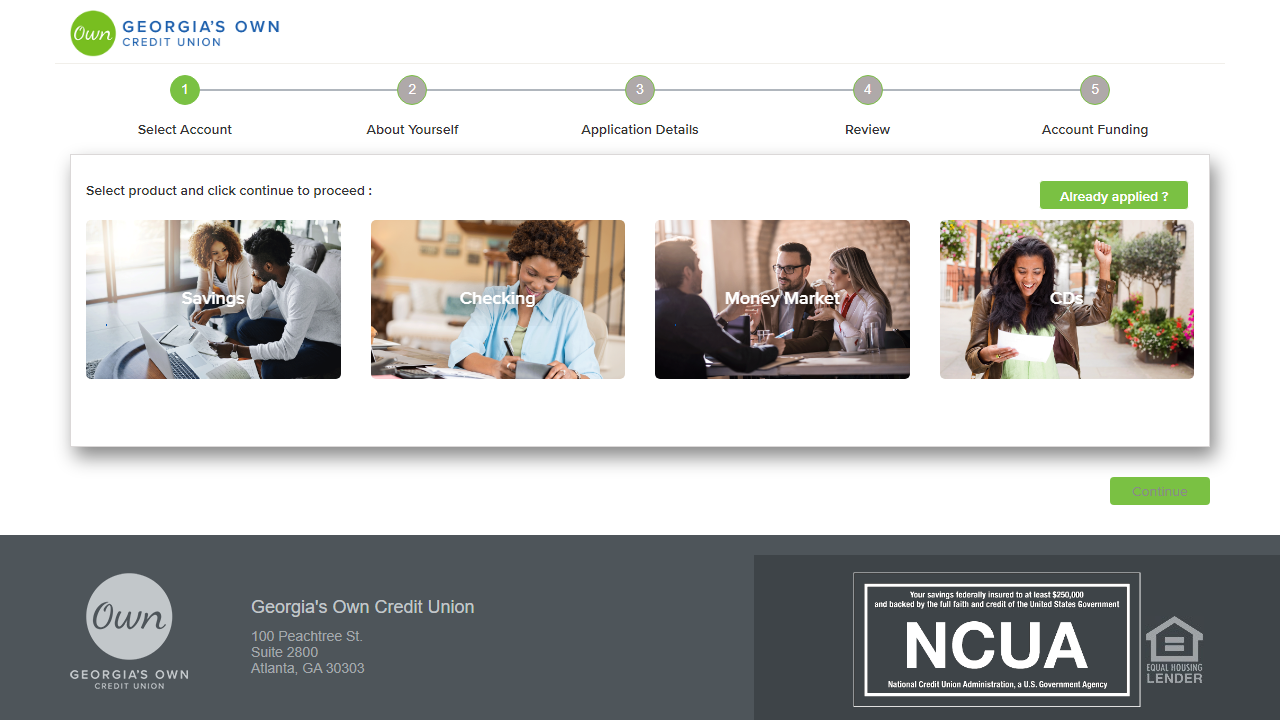 Own
GEORGIA'S OWN
CREDIT UNION
1
2
3
4
5
Select Account
About Yourself
Application Details
Review
Account Funding
Select product and click continue to proceed :
Already applied ?
Savings
Checking
Money Market
CDs
Continue
Own
GEORGIA'S OWN
CREDIT UNION
Georgia's Own Credit Union
100 Peachtree St.
Suite 2800
Atlanta, GA 30303
Your savings federally insured to at least $250,000
and backed by the full faith and credit of the United States Government
NCUA
National Credit Union Administration, a U.S. Government Agency
EQUAL HOUSING
LENDER